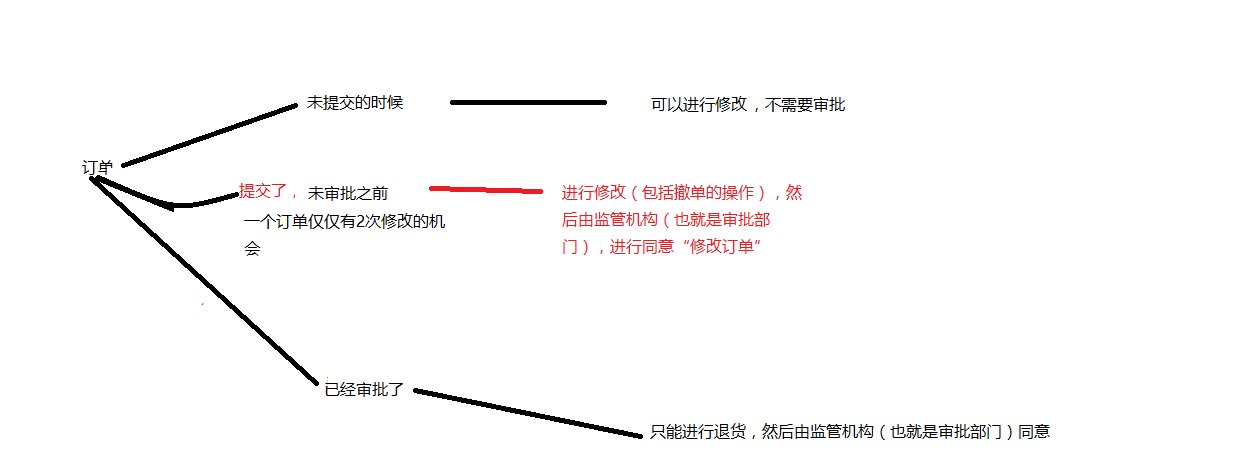 未提交的时候
可以进行修改，不需要审批
订单
提交了，未审批之前
一个订单仅仅有2次修改的机
会
进行修改（包括撤单的操作），然
后由监管机构（也就是审批部
门），进行同意“修改订单“
已经审批了
只能进行退货，然后由监管机构（也就是审批部门）同意